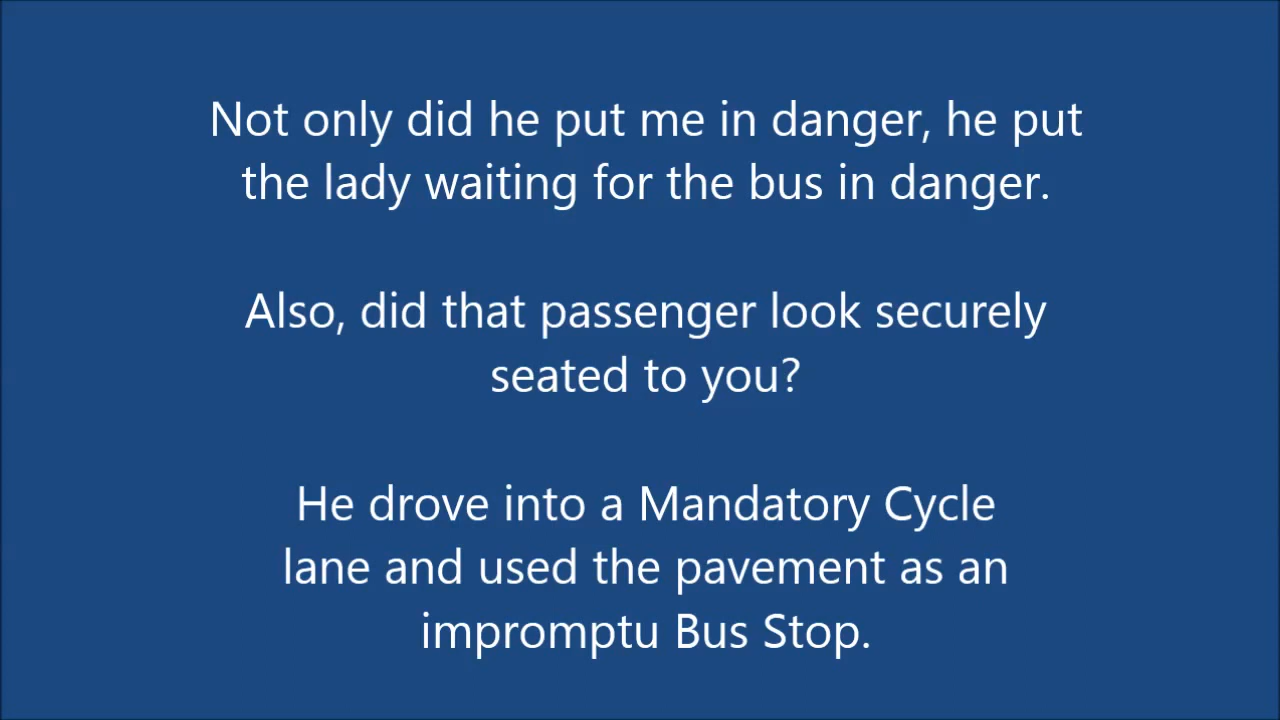 Not only did he put me in danger, he put
the lady waiting for the bus in danger.
Also, did that passenger look securely
seated to you?
He drove into a Mandatory Cycle
lane and used the pavement as an
impromptu Bus Stop.